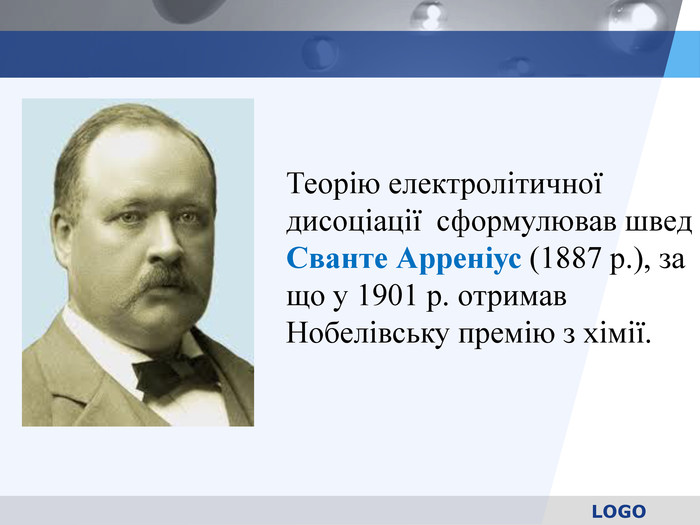 Теорію електролітичної
дисоціації  сформулював швед
Сванте Арреніус (1887 р.), за
що у 1901 р. отримав
Нобелівську премію з хімії.
LOGO